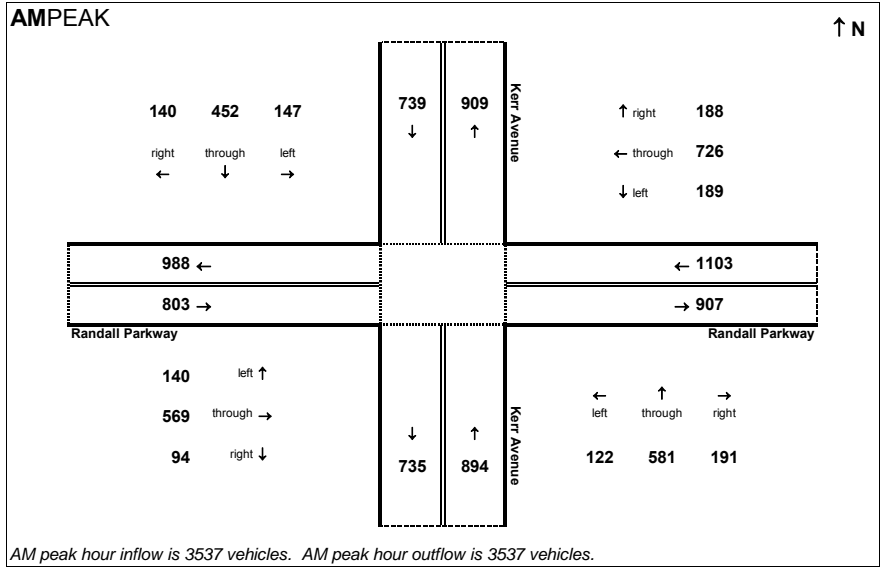 AMPEAK
↑ N
739 909
↓ ↑
Kerr Avenue
140 452 147
right through left
← ↓ →
↑ right 188
← through 726
↓ left 189
988 ←
← 1103
803 →
→ 907
Randall Parkway
Randall Parkway
140 left ↑
569 through →
94 right ↓
↓ ↑
735 894
Kerr Avenue
← ↑ →
left through right
122 581 191
AM peak hour inflow is 3537 vehicles. AM peak hour outflow is 3537 vehicles.